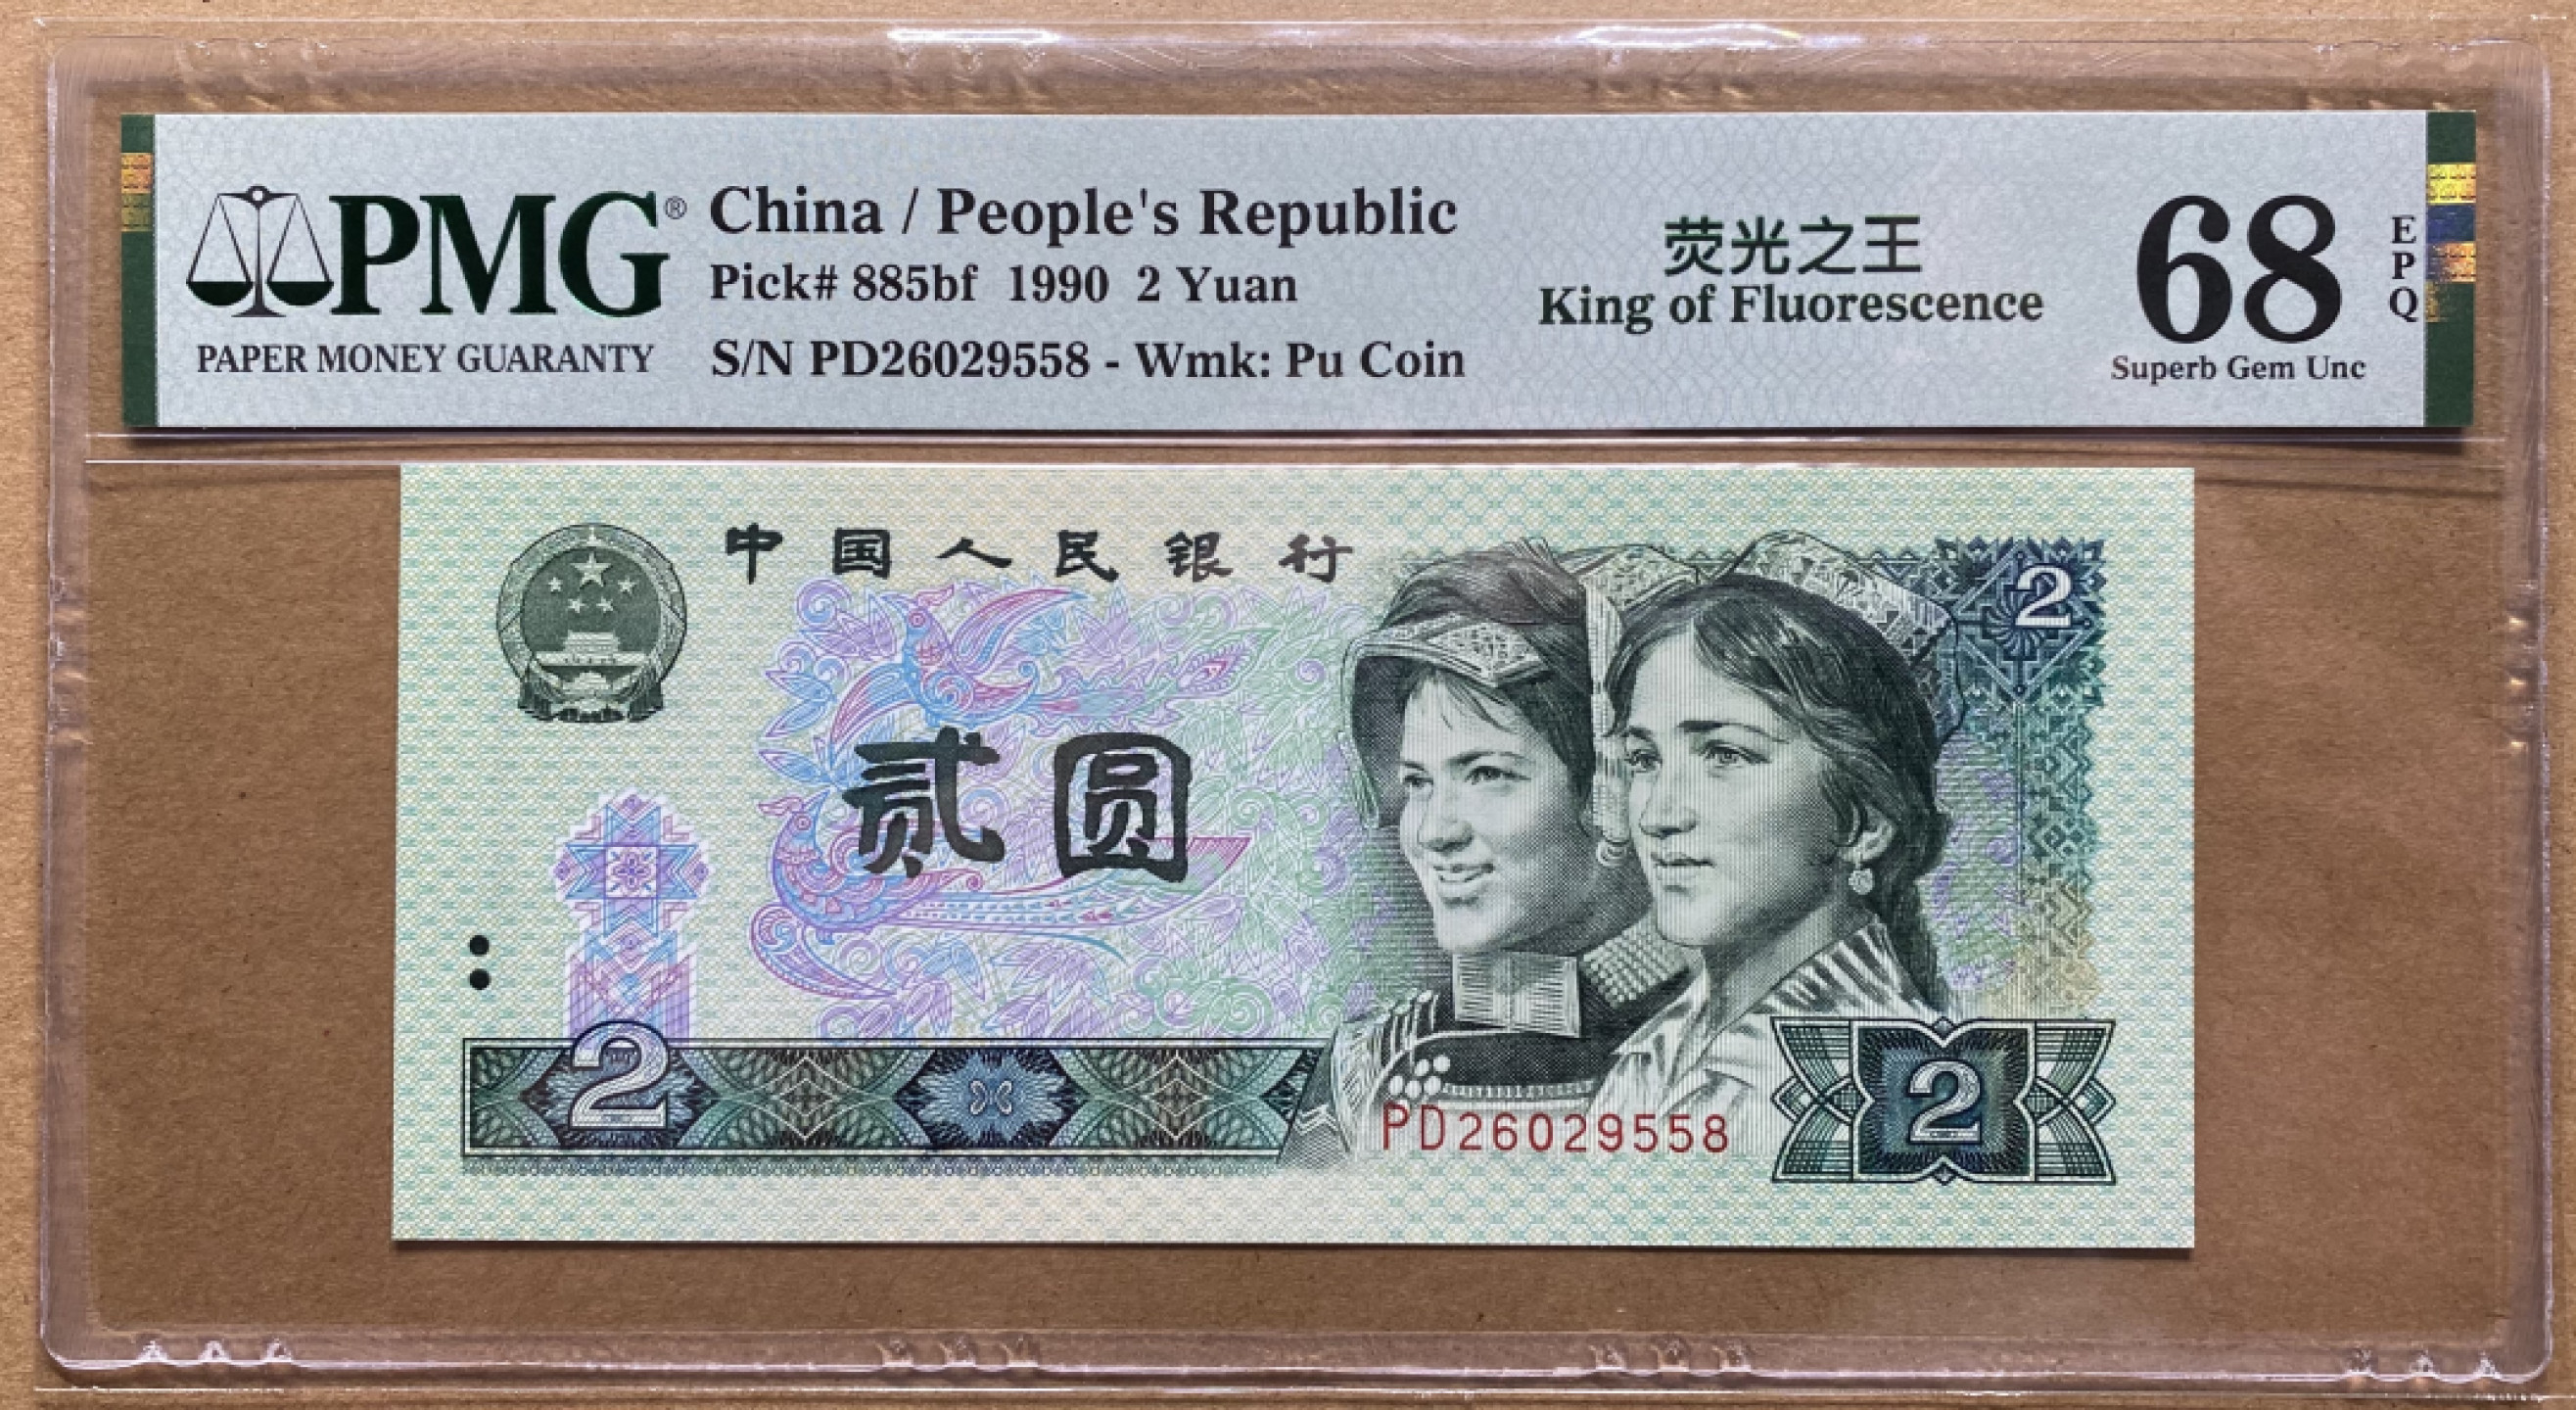 PMG®
PAPER MONEY GUARANTY
China / People's Republic
Pick# 885bf 1990 2 Yuan
S/N PD26029558 - Wmk: Pu Coin
荧光之王
King of Fluorescence
68
EPQ
Superb Gem Unc
中国人民银行
2
贰圆
2
PD26029558
2